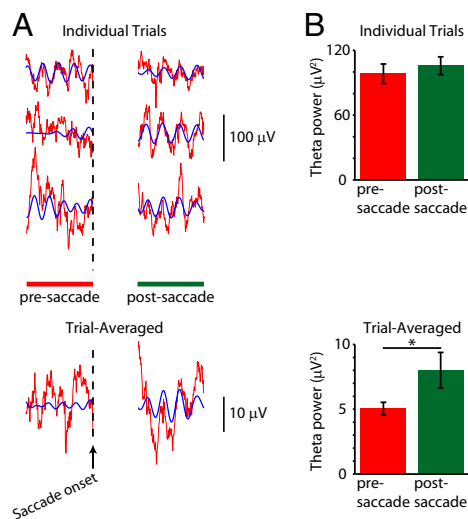 A
Individual Trials
100 µV
pre-saccade
post-saccade
Trial-Averaged
10 µV
Saccade onset
B
Individual Trials
Theta power (µV²)
120
60
0
pre-
saccade
post-
saccade
Trial-Averaged
*
Theta power (µV²)
10
5
0
pre-
saccade
post-
saccade